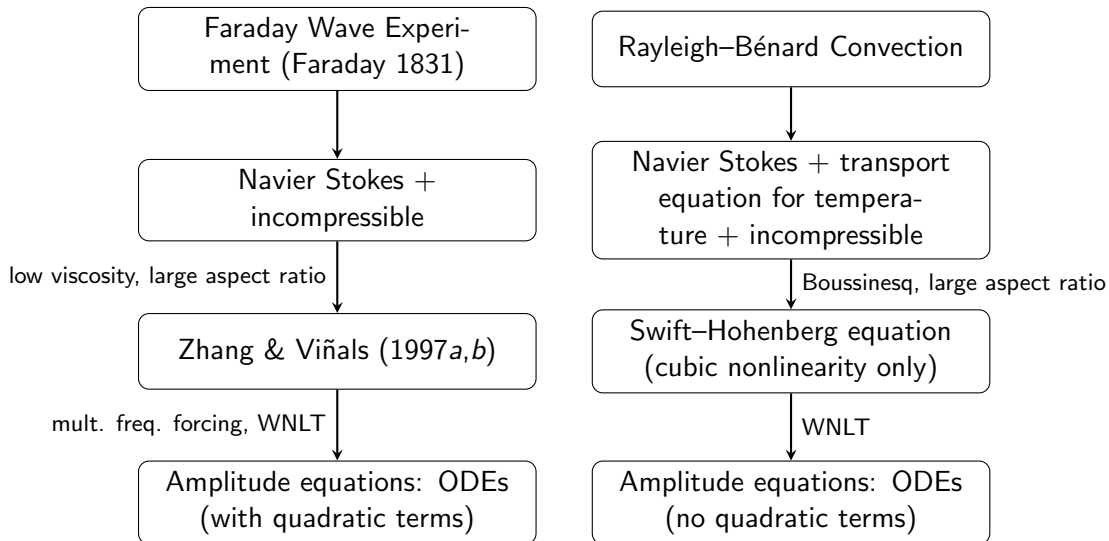 Faraday Wave Experi-
ment (Faraday 1831)
Navier Stokes +
incompressible
low viscosity, large aspect ratio
Zhang & Viñals (1997a,b)
mult. freq. forcing, WNLT
Amplitude equations: ODEs
(with quadratic terms)
Rayleigh–Bénard Convection
Navier Stokes + transport
equation for tempera-
ture + incompressible
Boussinesq, large aspect ratio
Swift–Hohenberg equation
(cubic nonlinearity only)
WNLT
Amplitude equations: ODEs
(no quadratic terms)